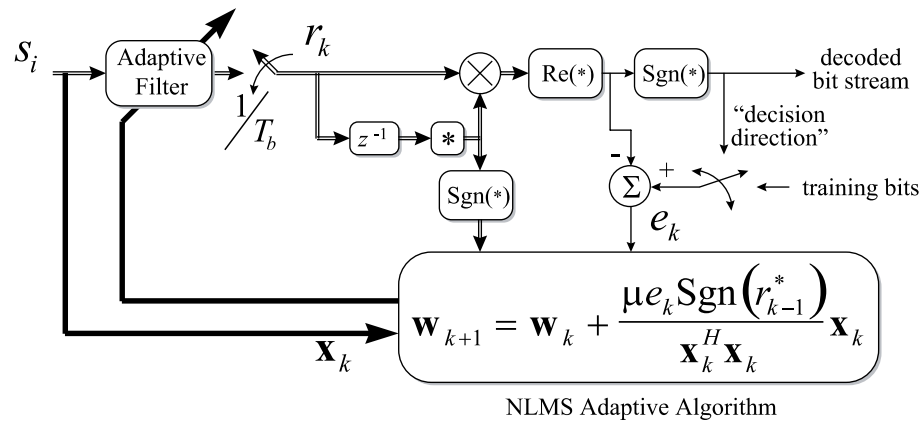 s_i
Adaptive
Filter
r_k
1/T_b
z^{-1}
*
Re(*)
Sgn(*)
decoded
bit stream
“decision
direction”
-
+
Σ
training bits
e_k
Sgn(*)
x_k
w_{k+1} = w_k + \frac{μe_k Sgn(r^*_{k-1})}{x_k^H x_k} x_k
NLMS Adaptive Algorithm